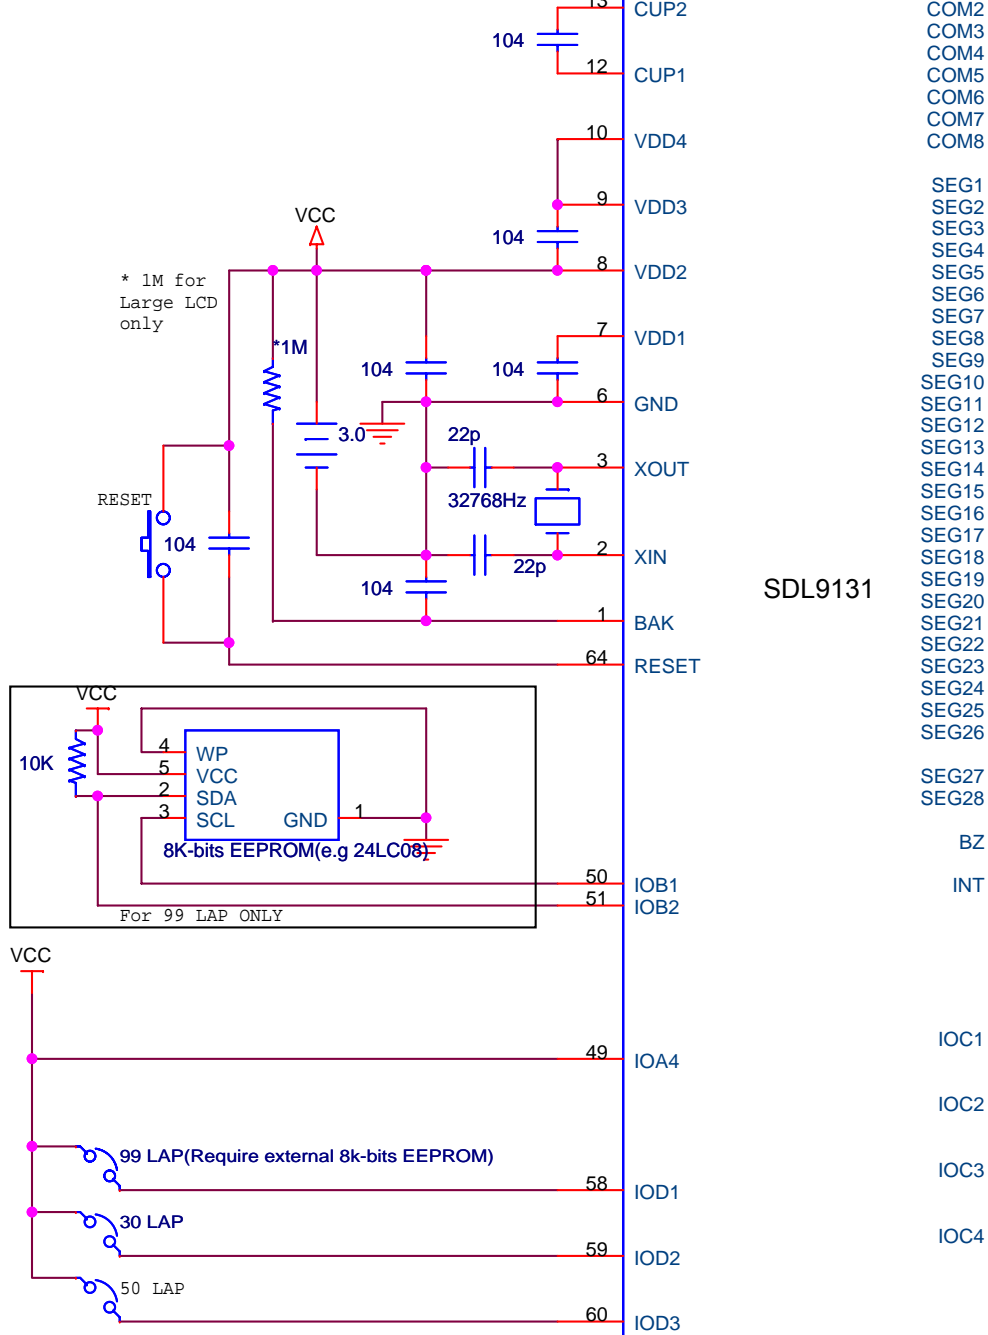 13
CUP2
COM2
COM3
104
COM4
12
CUP1
COM5
COM6
COM7
10
VDD4
COM8
SEG1
9
VDD3
SEG2
VCC
SEG3
104
SEG4
8
VDD2
SEG5
* 1M for
Large LCD
only
SEG6
SEG7
7
VDD1
SEG8
*1M
SEG9
104
104
SEG10
6
GND
SEG11
SEG12
3.0
22p
SEG13
3
XOUT
SEG14
RESET
32768Hz
SEG15
SEG16
SEG17
104
2
XIN
SEG18
22p
SEG19
104
SDL9131
SEG20
1
BAK
SEG21
SEG22
64
RESET
SEG23
SEG24
VCC
SEG25
SEG26
10K
4
WP
5
VCC
SEG27
2
SDA
SEG28
3
SCL
GND
1
8K-bits EEPROM(e.g 24LC08)
BZ
50
IOB1
INT
51
IOB2
For 99 LAP ONLY
VCC
IOC1
49
IOA4
IOC2
99 LAP(Require external 8k-bits EEPROM)
IOC3
58
IOD1
30 LAP
IOC4
59
IOD2
50 LAP
60
IOD3